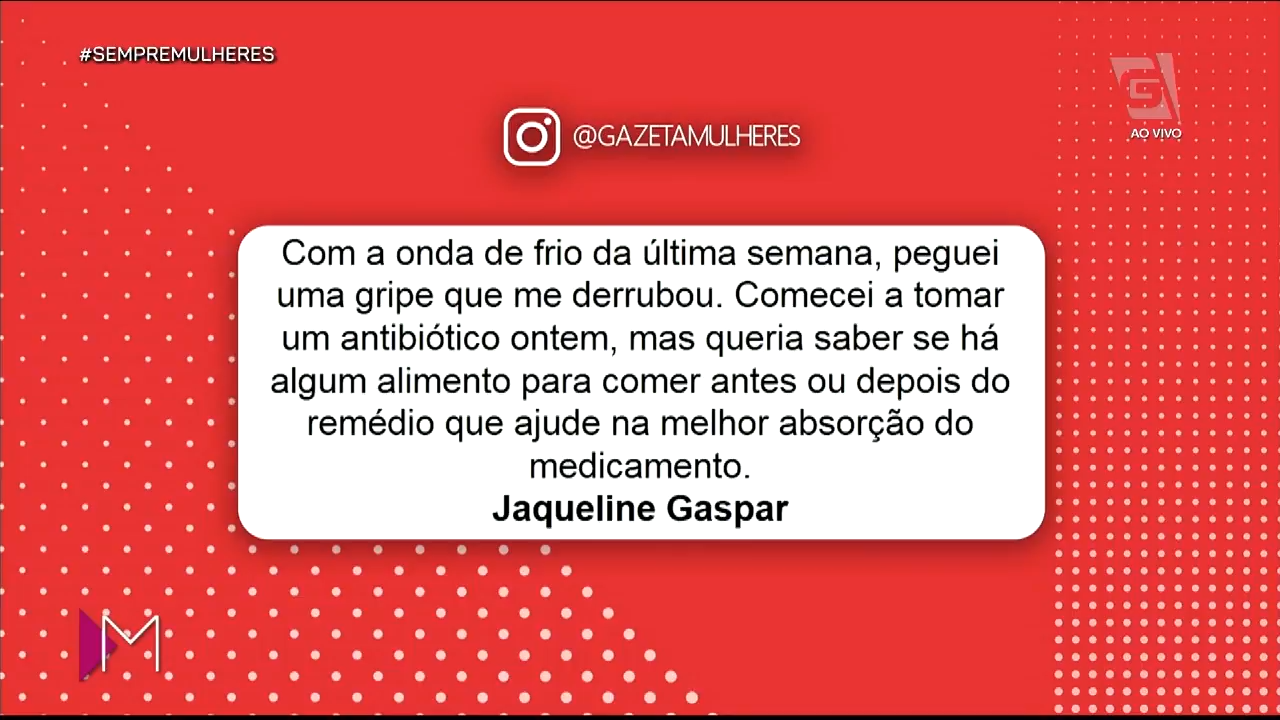 #SEMPREMULHERES
@GAZETAMULHERES
G
AO VIVO
Com a onda de frio da última semana, peguei
uma gripe que me derrubou. Comecei a tomar
um antibiótico ontem, mas queria saber se há
algum alimento para comer antes ou depois do
remédio que ajude na melhor absorção do
medicamento.
Jaqueline Gaspar
M